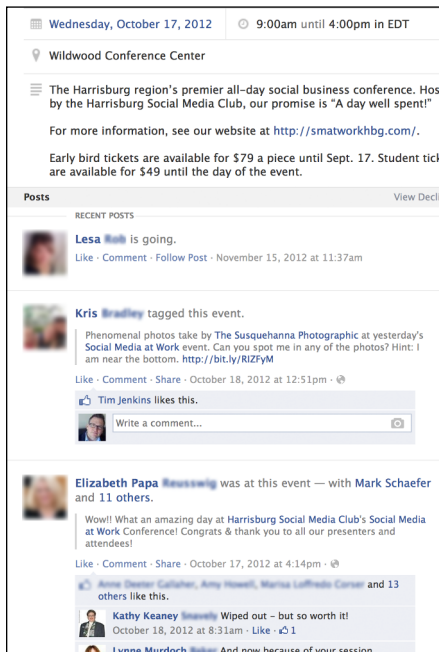 Wednesday, October 17, 2012 9:00am until 4:00pm in EDT
Wildwood Conference Center
The Harrisburg region's premier all-day social business conference. Hos
by the Harrisburg Social Media Club, our promise is "A day well spent!"
For more information, see our website at http://smatworkhbg.com/.
Early bird tickets are available for $79 a piece until Sept. 17. Student tick
are available for $49 until the day of the event.
Posts View Decli
RECENT POSTS
Lesa is going.
Like · Comment · Follow Post · November 15, 2012 at 11:37am
Kris tagged this event.
Phenomenal photos take by The Susquehanna Photographic at yesterday's
Social Media at Work event. Can you spot me in any of the photos? Hint: I
am near the bottom. http://bit.ly/RIZFyM
Like · Comment · Share · October 18, 2012 at 12:51pm ·
Tim Jenkins likes this.
Write a comment...
Elizabeth Papa was at this event — with Mark Schaefer
and 11 others.
Wow!! What an amazing day at Harrisburg Social Media Club's Social Media
at Work Conference! Congrats & thank you to all our presenters and
attendees!
Like · Comment · Share · October 17, 2012 at 4:14pm ·
and 13
others like this.
Kathy Keaney Wiped out – but so worth it!
October 18, 2012 at 8:31am · Like · 1
Lynne Murdoch And now because of your session